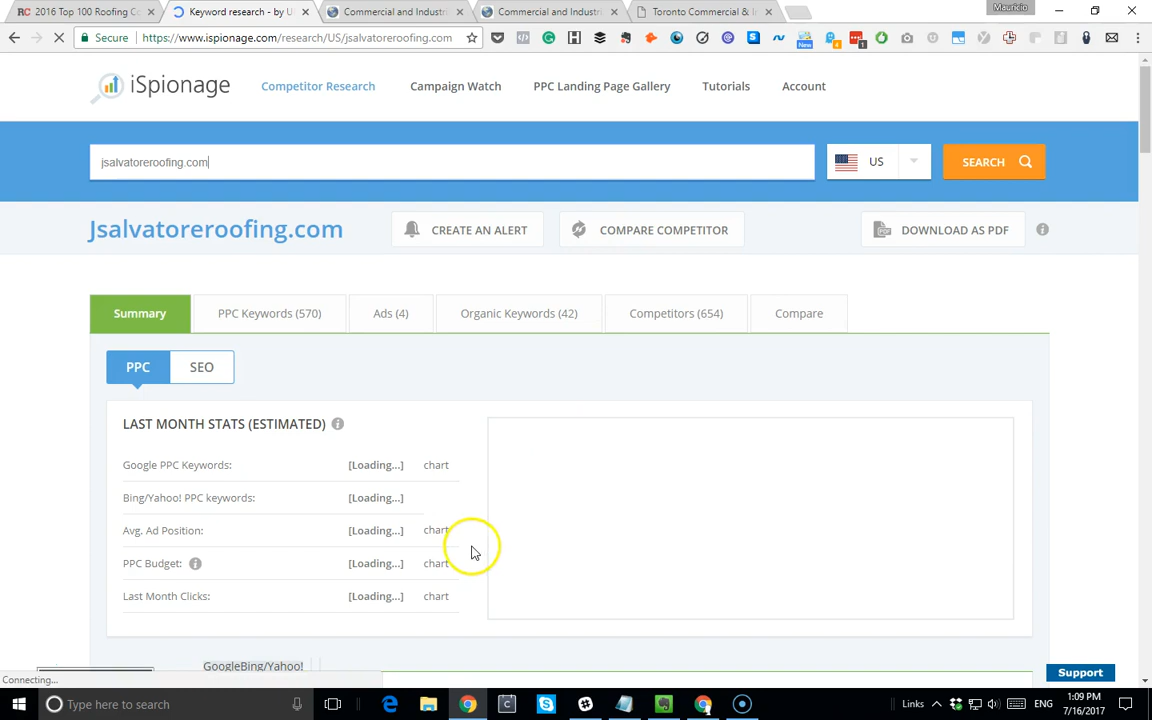 RC 2016 Top 100 Roofing C
Keyword research - by U
Commercial and Industri
Commercial and Industri
Toronto Commercial & I
Mauricio
Secure
https://www.ispionage.com/research/US/jsalvatoreroofing.com
New
iSpionage
Competitor Research
Campaign Watch
PPC Landing Page Gallery
Tutorials
Account
jsalvatoreroofing.com
US
SEARCH
Jsalvatoreroofing.com
CREATE AN ALERT
COMPARE COMPETITOR
DOWNLOAD AS PDF
Summary
PPC Keywords (570)
Ads (4)
Organic Keywords (42)
Competitors (654)
Compare
PPC
SEO
LAST MONTH STATS (ESTIMATED)
Google PPC Keywords: [Loading...] chart
Bing/Yahoo! PPC keywords: [Loading...]
Avg. Ad Position: [Loading...] chart
PPC Budget: [Loading...] chart
Last Month Clicks: [Loading...] chart
GoogleBing/Yahoo!
Connecting...
Support
Type here to search
Links
ENG
1:09 PM
7/16/2017